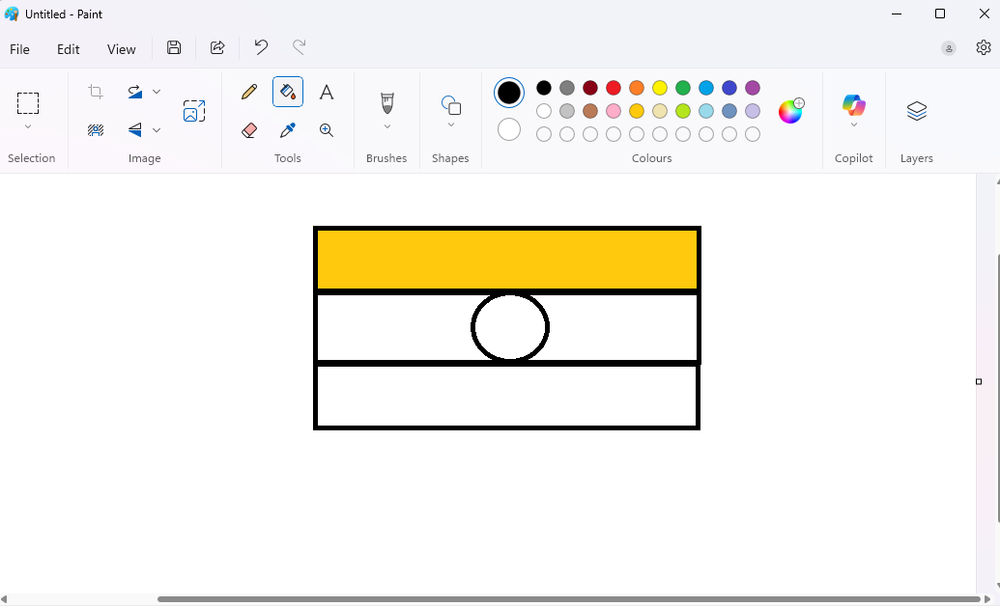 Untitled - Paint
File Edit View
Selection Image Tools Brushes Shapes Colours Copilot Layers